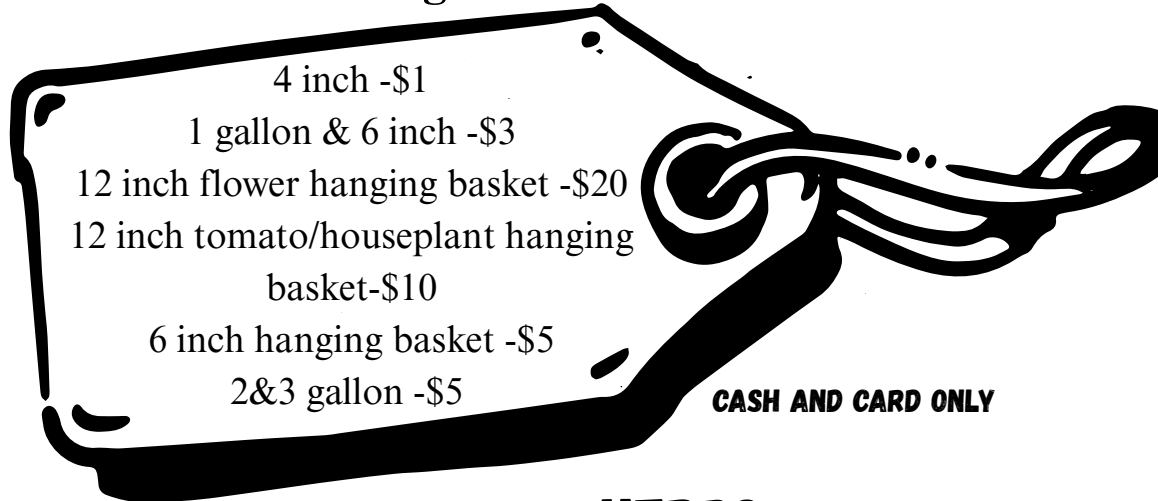 4 inch -$1
1 gallon & 6 inch -$3
12 inch flower hanging basket -$20
12 inch tomato/houseplant hanging
basket-$10
6 inch hanging basket -$5
2&3 gallon -$5
CASH AND CARD ONLY